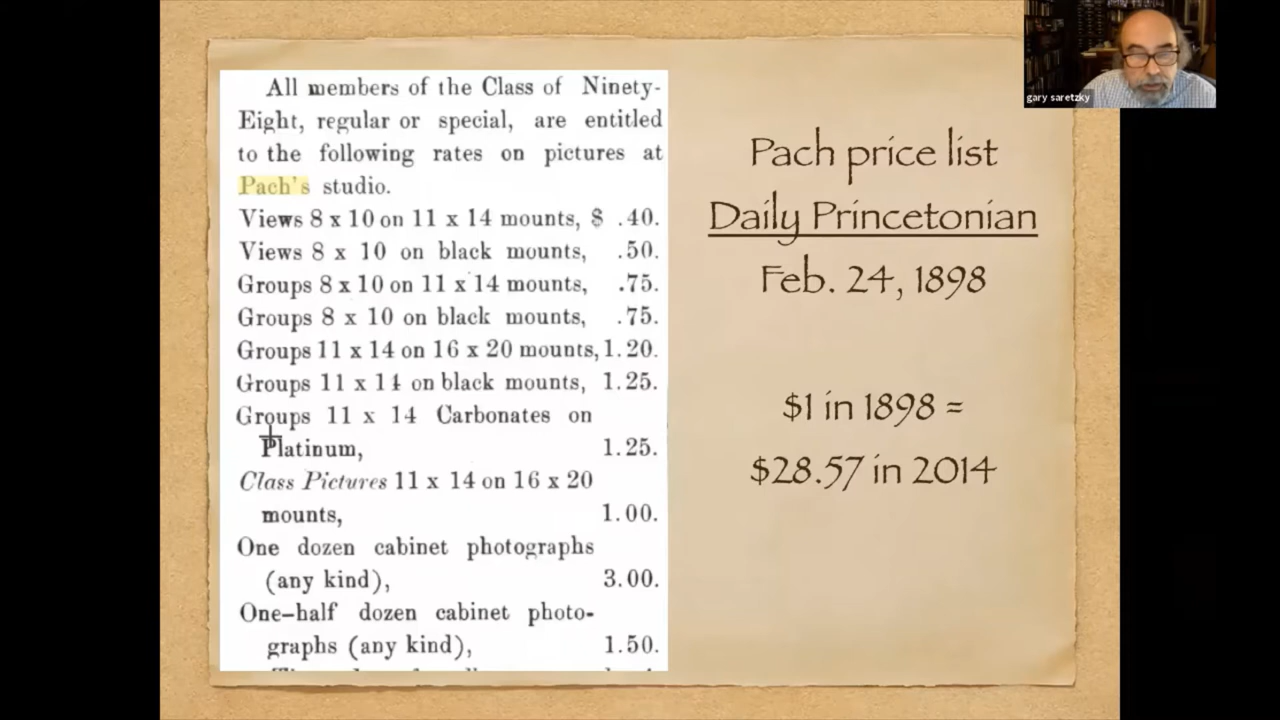 All members of the Class of Ninety-
Eight, regular or special, are entitled
to the following rates on pictures at
Pach's studio.
Views 8 x 10 on 11 x 14 mounts, $ .40.
Views 8 x 10 on black mounts, .50.
Groups 8 x 10 on 11 x 14 mounts, .75.
Groups 8 x 10 on black mounts, .75.
Groups 11 x 14 on 16 x 20 mounts, 1.20.
Groups 11 x 14 on black mounts, 1.25.
Groups 11 x 14 Carbonates on
Platinum, 1.25.
Class Pictures 11 x 14 on 16 x 20
mounts, 1.00.
One dozen cabinet photographs
(any kind), 3.00.
One-half dozen cabinet photo-
graphs (any kind), 1.50.
Pach price list
Daily Princetonian
Feb. 24, 1898
$1 in 1898 =
$28.57 in 2014
gary saretzky